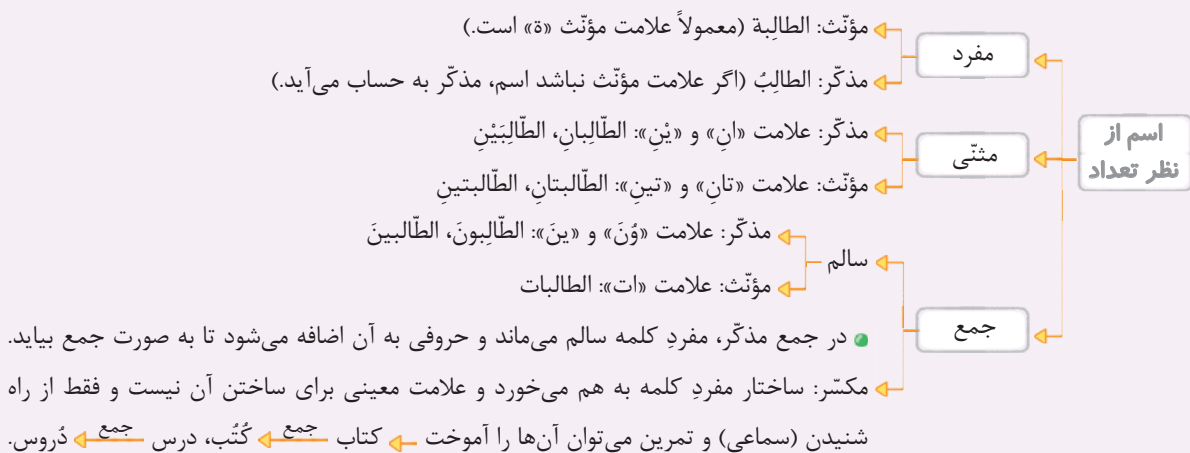 اسم از
نظر تعداد
مفرد
مؤنّث: الطالِبة (معمولاً علامت مؤنّث «ة» است.)
مذکّر: الطالِبُ (اگر علامت مؤنّث نباشد اسم، مذکّر به حساب می‌آید.)
مثنّی
مذکّر: علامت «انِ» و «یْنِ»: الطّالِبانِ، الطّالِبَیْنِ
مؤنّث: علامت «تانِ» و «تینِ»: الطّالبتانِ، الطّالبتینِ
جمع
سالم
مذکّر: علامت «وُنَ» و «ینَ»: الطّالِبونَ، الطّالبینَ
مؤنّث: علامت «ات»: الطالبات
در جمع مذکّر، مفردِ کلمه سالم می‌ماند و حروفی به آن اضافه می‌شود تا به صورت جمع بیاید.
مکسّر: ساختار مفردِ کلمه به هم می‌خورد و علامت معینی برای ساختن آن نیست و فقط از راه
شنیدن (سماعی) و تمرین می‌توان آن‌ها را آموخت کتاب جمع کُتُب، درس جمع دُروس.